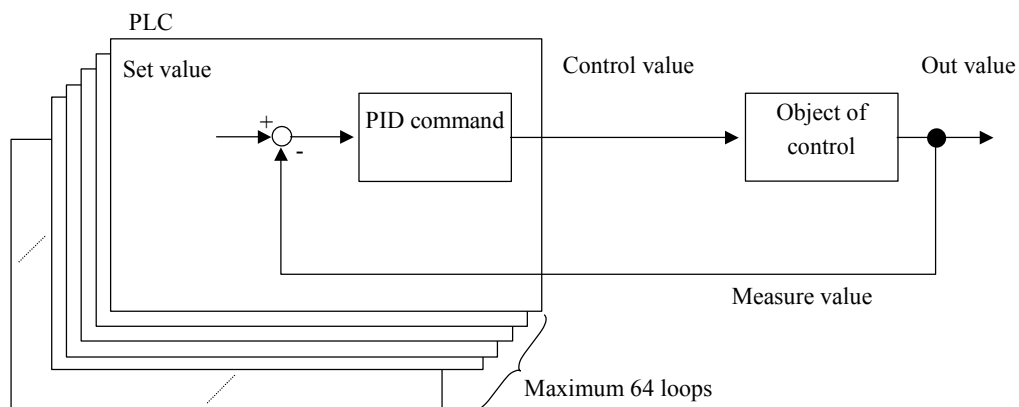 PLC
Set value
Control value
Out value
+
-
PID command
Object of
control
Measure value
Maximum 64 loops